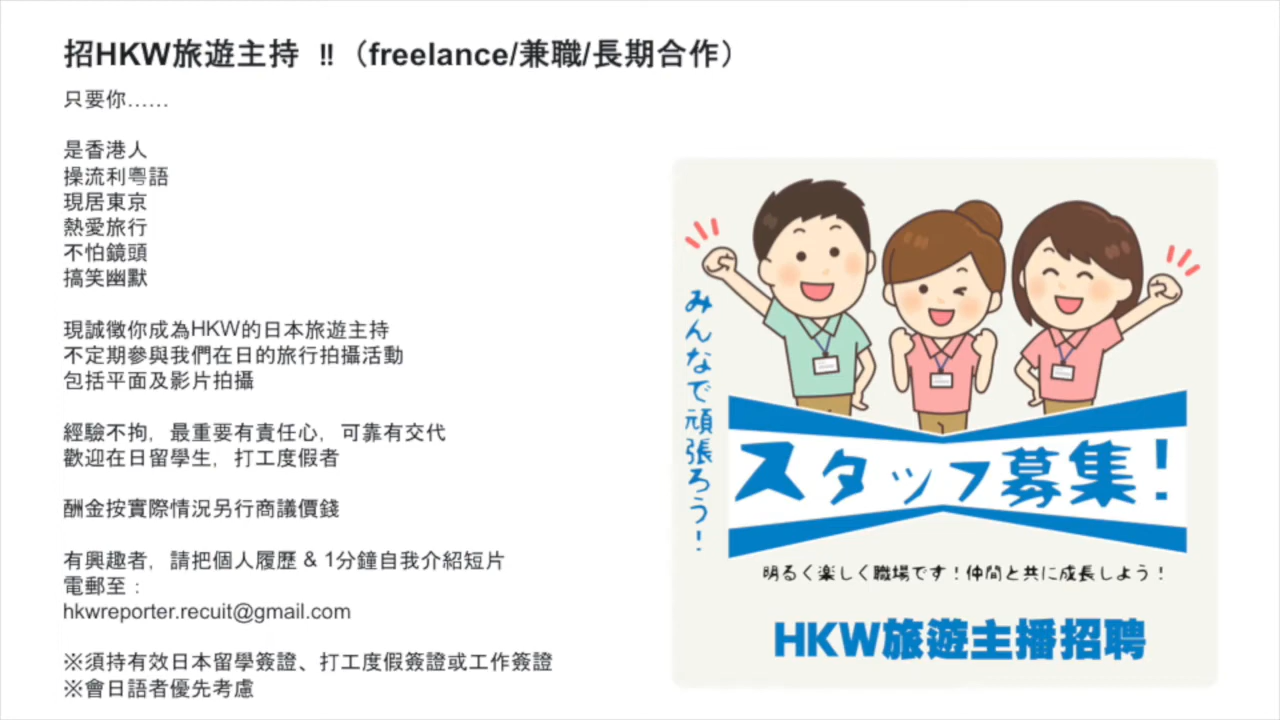 招HKW旅遊主持 ‼（freelance/兼職/長期合作）
只要你……
是香港人
操流利粵語
現居東京
熱愛旅行
不怕鏡頭
搞笑幽默
現誠徵你成為HKW的日本旅遊主持
不定期參與我們在日的旅行拍攝活動
包括平面及影片拍攝
經驗不拘，最重要有責任心，可靠有交代
歡迎在日留學生，打工度假者
酬金按實際情況另行商議價錢
有興趣者，請把個人履歷 & 1分鐘自我介紹短片
電郵至：
hkwreporter.recuit@gmail.com
※須持有效日本留學簽證、打工度假簽證或工作簽證
※會日語者優先考慮
みんなで頑張ろう！
スタッフ募集！
明るく楽しく職場です！仲間と共に成長しよう！
HKW旅遊主播招聘